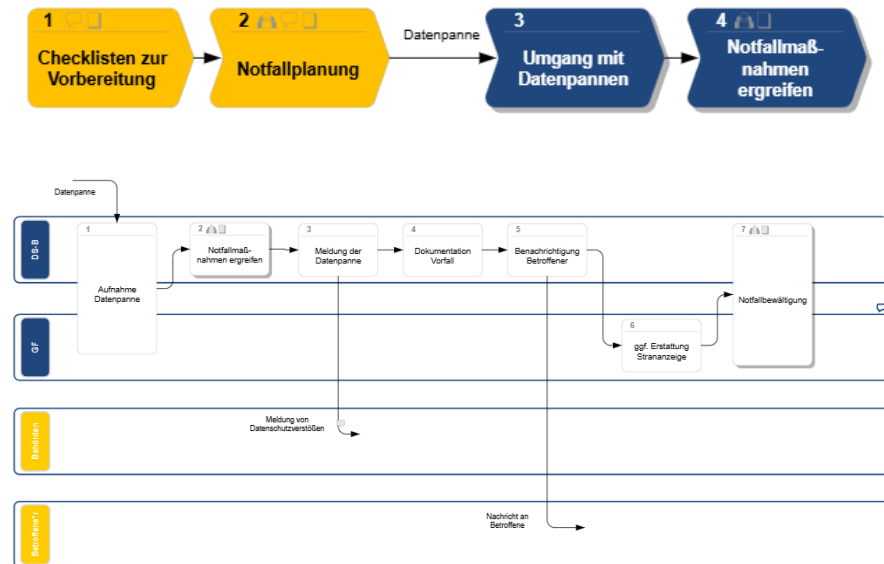 1
Checklisten zur
Vorbereitung
2
Notfallplanung
Datenpanne
3
Umgang mit
Datenpannen
4
Notfallmaß-
nahmen
ergreifen
Datenpanne
DS-B
1
Aufnahme
Datenpanne
2
Notfallmaß-
nahmen ergreifen
3
Meldung der
Datenpanne
4
Dokumentation
Vorfall
5
Benachrichtigung
Betroffener
7
Notfallbewältigung
GF
6
ggf. Erstattung
Strananzeige
Behörden
Meldung von
Datenschutzverstößen
Betroffene*r
Nachricht an
Betroffene